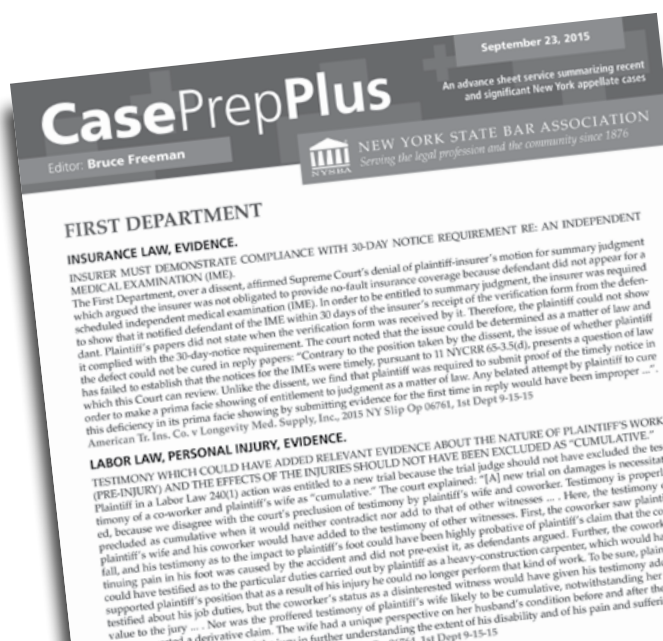 September 23, 2015
CasePrepPlus
An advance sheet service summarizing recent
and significant New York appellate cases
Editor: Bruce Freeman
NYSBA
NEW YORK STATE BAR ASSOCIATION
Serving the legal profession and the community since 1876
FIRST DEPARTMENT
INSURANCE LAW, EVIDENCE.
INSURER MUST DEMONSTRATE COMPLIANCE WITH 30-DAY NOTICE REQUIREMENT RE: AN INDEPENDENT
MEDICAL EXAMINATION (IME).
The First Department, over a dissent, affirmed Supreme Court's denial of plaintiff-insurer's motion for summary judgment
which argued the insurer was not obligated to provide no-fault insurance coverage because defendant did not appear for a
scheduled independent medical examination (IME). In order to be entitled to summary judgment, the insurer was required
to show that it notified defendant of the IME within 30 days of the insurer's receipt of the verification form from the defen-
dant. Plaintiff's papers did not state when the verification form was received by it. Therefore, the plaintiff could not show
it complied with the 30-day-notice requirement. The court noted that the issue could be determined as a matter of law and
the defect could not be cured in reply papers: "Contrary to the position taken by the dissent, the issue of whether plaintiff
has failed to establish that the notices for the IMEs were timely, pursuant to 11 NYCRR 65-3.5(d), presents a question of law
which this Court can review. Unlike the dissent, we find that plaintiff was required to submit proof of the timely notice in
order to make a prima facie showing of entitlement to judgment as a matter of law. Any belated attempt by plaintiff to cure
this deficiency in its prima facie showing by submitting evidence for the first time in reply would have been improper ...".
American Tr. Ins. Co. v Longevity Med. Supply, Inc., 2015 NY Slip Op 06761, 1st Dept 9-15-15
LABOR LAW, PERSONAL INJURY, EVIDENCE.
TESTIMONY WHICH COULD HAVE ADDED RELEVANT EVIDENCE ABOUT THE NATURE OF PLAINTIFF'S WORK
(PRE-INJURY) AND THE EFFECTS OF THE INJURIES SHOULD NOT HAVE BEEN EXCLUDED AS "CUMULATIVE."
Plaintiff in a Labor Law 240(1) action was entitled to a new trial because the trial judge should not have excluded the tes
timony of a co-worker and plaintiff's wife as "cumulative." The court explained: "[A] new trial on damages is necessitat
ed, because we disagree with the court's preclusion of testimony by plaintiff's wife and coworker. Testimony is properl
precluded as cumulative when it would neither contradict nor add to that of other witnesses ... . Here, the testimony o
plaintiff's wife and his coworker would have added to the testimony of other witnesses. First, the coworker saw plainti
fall, and his testimony as to the impact to plaintiff's foot could have been highly probative of plaintiff's claim that the co
tinuing pain in his foot was caused by the accident and did not pre-exist it, as defendants argued. Further, the cowork
could have testified as to the particular duties carried out by plaintiff as a heavy-construction carpenter, which would ha
supported plaintiff's position that as a result of his injury he could no longer perform that kind of work. To be sure, plain
testified about his job duties, but the coworker's status as a disinterested witness would have given his testimony add
value to the jury ... . Nor was the proffered testimony of plaintiff's wife likely to be cumulative, notwithstanding her
a derivative claim. The wife had a unique perspective on her husband's condition before and after the
in further understanding the extent of his disability and of his pain and sufferi
1st Dept 9-15-15